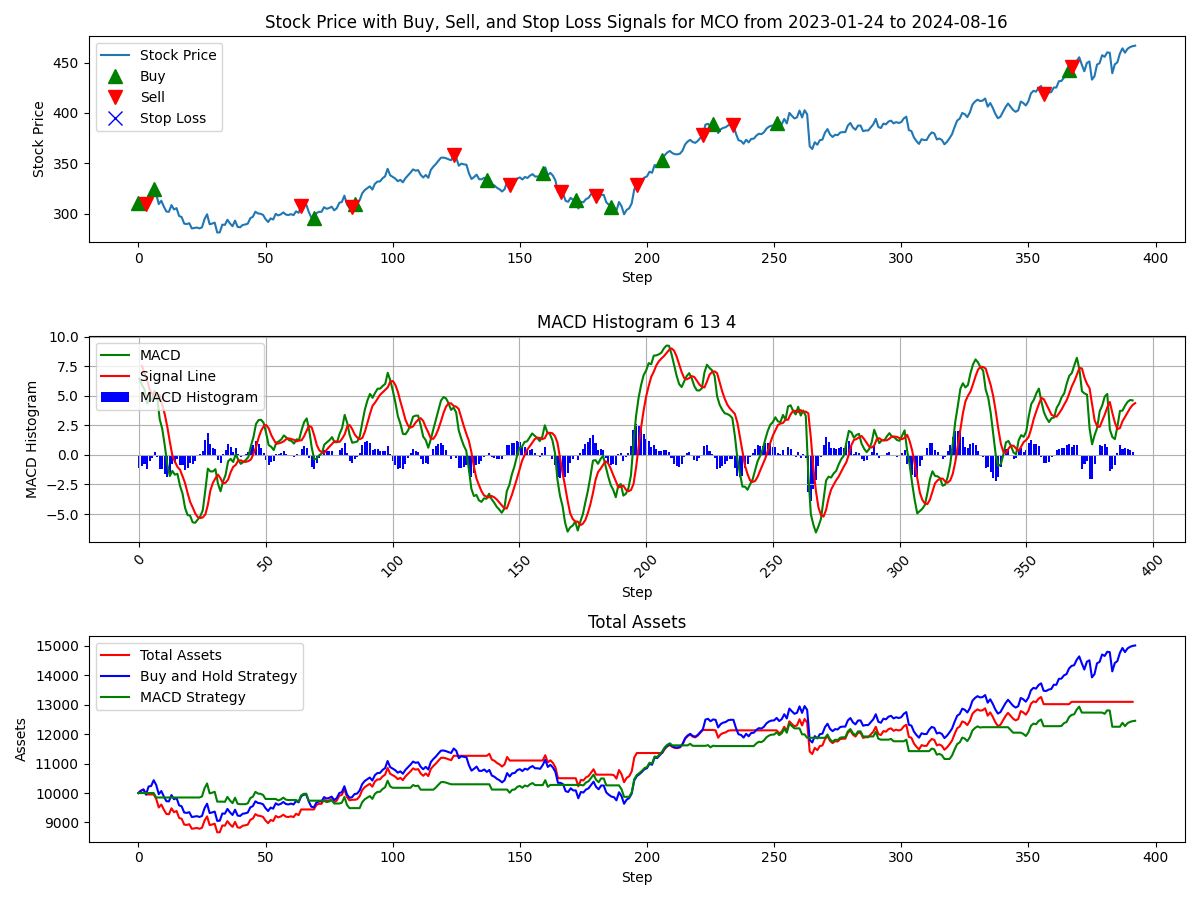 Stock Price with Buy, Sell, and Stop Loss Signals for MCO from 2023-01-24 to 2024-08-16
Stock Price
Buy
Sell
Stop Loss
Stock Price
450
400
350
300
0 50 100 150 200 250 300 350 400
Step
MACD Histogram 6 13 4
MACD
Signal Line
MACD Histogram
MACD Histogram
10.0
7.5
5.0
2.5
0.0
−2.5
−5.0
0 50 100 150 200 250 300 350 400
Step
Total Assets
Total Assets
Buy and Hold Strategy
MACD Strategy
Assets
15000
14000
13000
12000
11000
10000
9000
0 50 100 150 200 250 300 350 400
Step